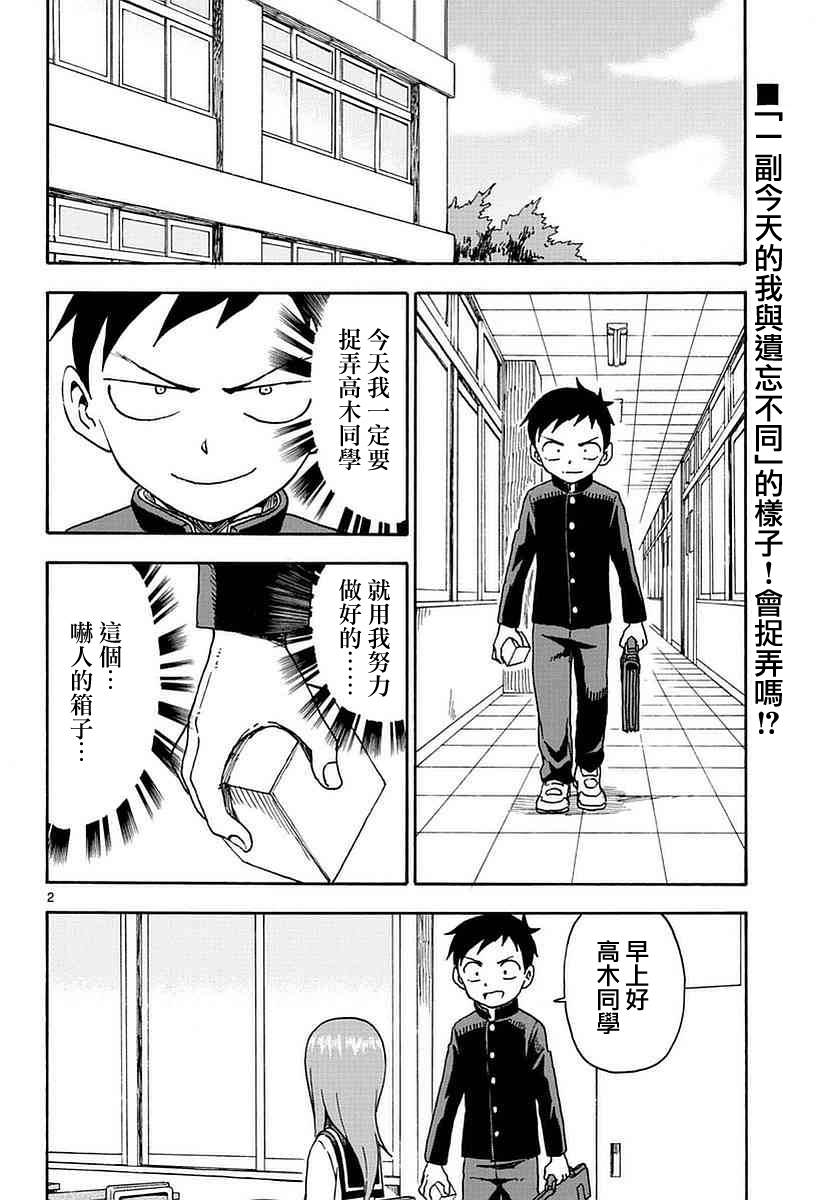 ■「一副今天的我與遺忘不同」的樣子！會捉弄嗎!?
今天我一定要
捉弄高木同學
就用我努力
做好的……
這個…
嚇人的箱子…
2
早上好
高木同學